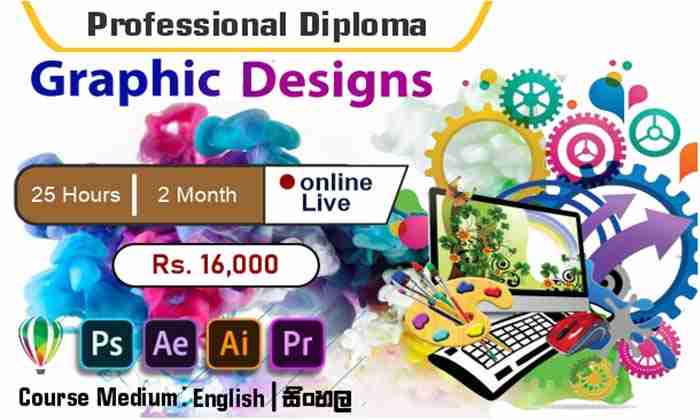 Professional Diploma
Graphic Designs
25 Hours | 2 Month
online
Live
Rs. 16,000
Ps Ae Ai Pr
Course Medium: English | සිංහල